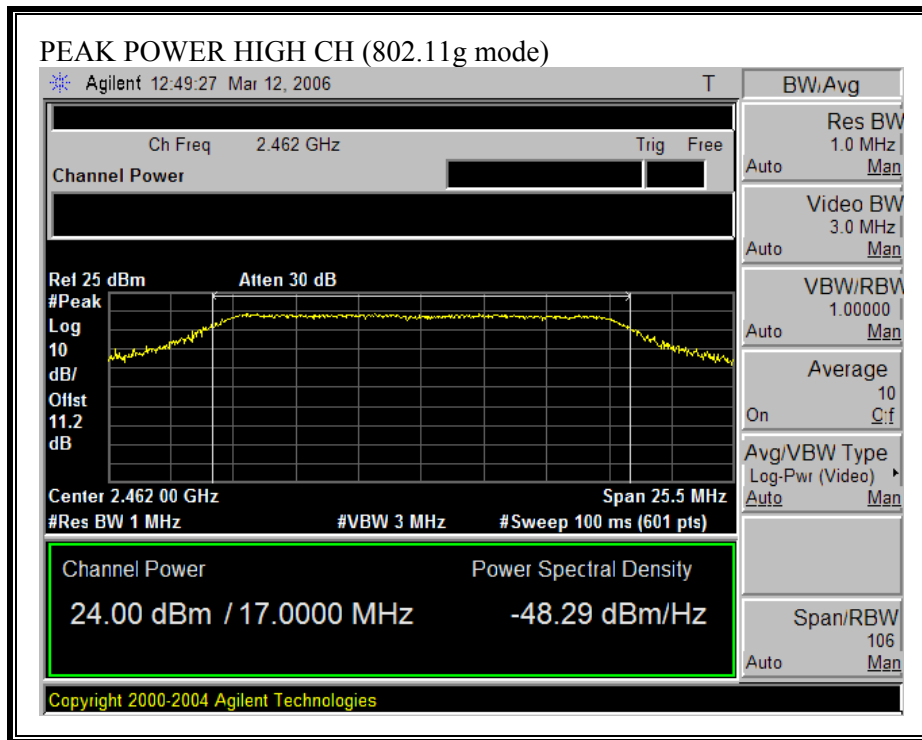 PEAK POWER HIGH CH (802.11g mode)
Agilent 12:49:27 Mar 12, 2006 T
BW/Avg
Ch Freq 2.462 GHz Trig Free
Channel Power
Ref 25 dBm Atten 30 dB
#Peak
Log
10
dB/
Offst
11.2
dB
Center 2.462 00 GHz Span 25.5 MHz
#Res BW 1 MHz #VBW 3 MHz #Sweep 100 ms (601 pts)
Channel Power Power Spectral Density
24.00 dBm / 17.0000 MHz -48.29 dBm/Hz
Copyright 2000-2004 Agilent Technologies
Res BW
1.0 MHz
Auto Man
Video BW
3.0 MHz
Auto Man
VBW/RBW
1.00000
Auto Man
Average
10
On Off
Avg/VBW Type
Log-Pwr (Video)
Auto Man
Span/RBW
106
Auto Man